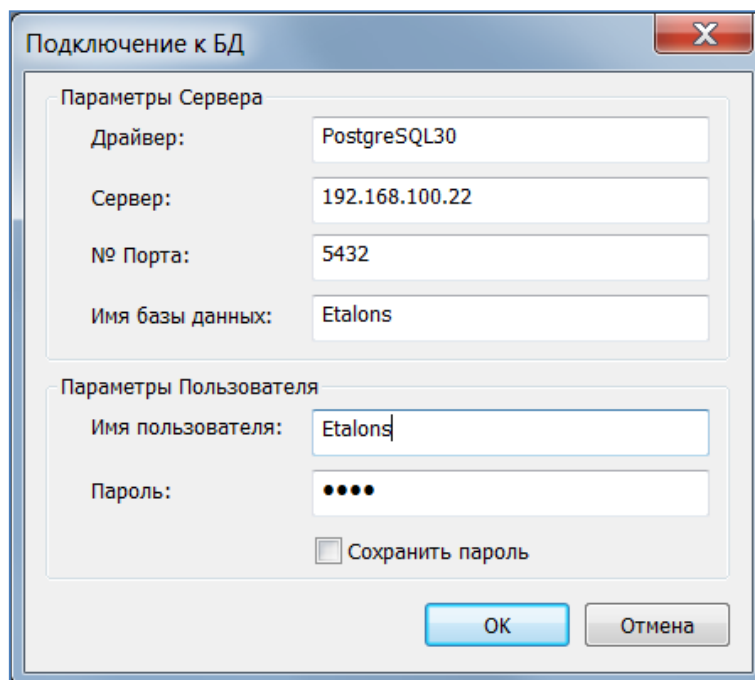 Подключение к БД
Параметры Сервера
Драйвер: PostgreSQL30
Сервер: 192.168.100.22
№ Порта: 5432
Имя базы данных: Etalons
Параметры Пользователя
Имя пользователя: Etalons
Пароль: ●●●●
Сохранить пароль
OK Отмена